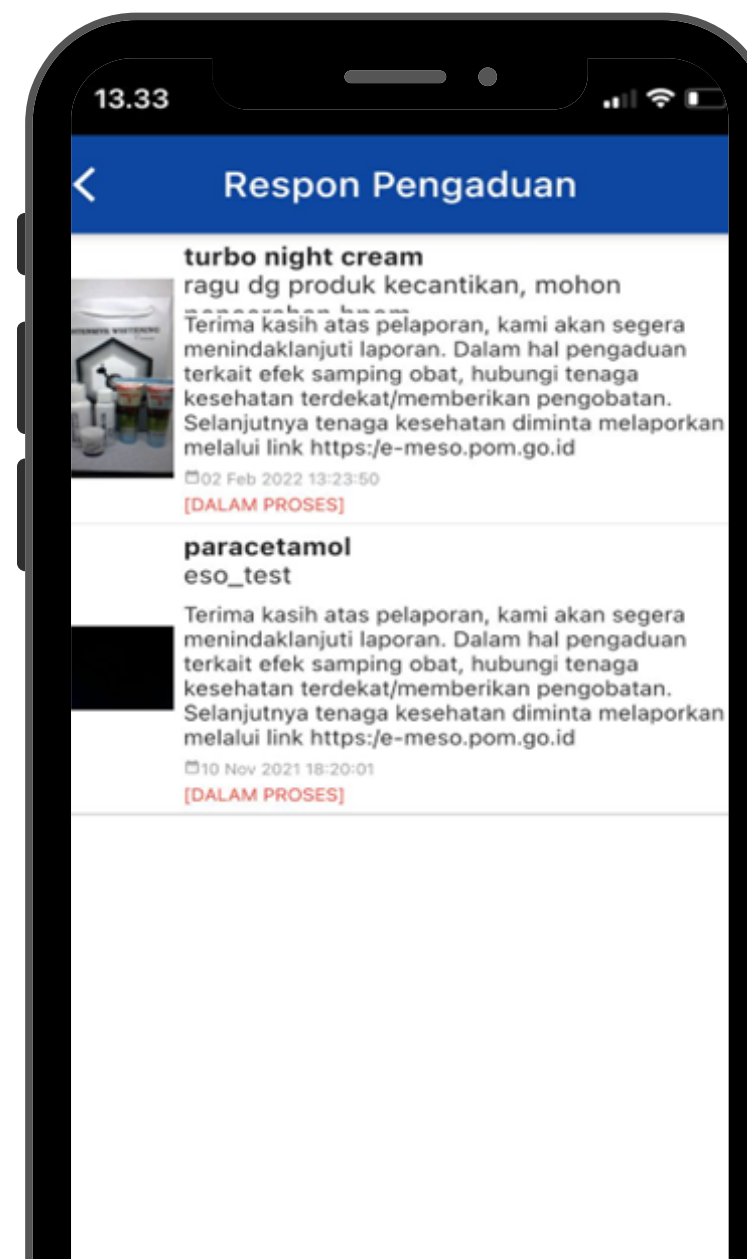 13.33
Respon Pengaduan
turbo night cream
ragu dg produk kecantikan, mohon
Terima kasih atas pelaporan, kami akan segera
menindaklanjuti laporan. Dalam hal pengaduan
terkait efek samping obat, hubungi tenaga
kesehatan terdekat/memberikan pengobatan.
Selanjutnya tenaga kesehatan diminta melaporkan
melalui link https:/e-meso.pom.go.id
02 Feb 2022 13:23:50
[DALAM PROSES]
paracetamol
eso_test
Terima kasih atas pelaporan, kami akan segera
menindaklanjuti laporan. Dalam hal pengaduan
terkait efek samping obat, hubungi tenaga
kesehatan terdekat/memberikan pengobatan.
Selanjutnya tenaga kesehatan diminta melaporkan
melalui link https:/e-meso.pom.go.id
10 Nov 2021 18:20:01
[DALAM PROSES]